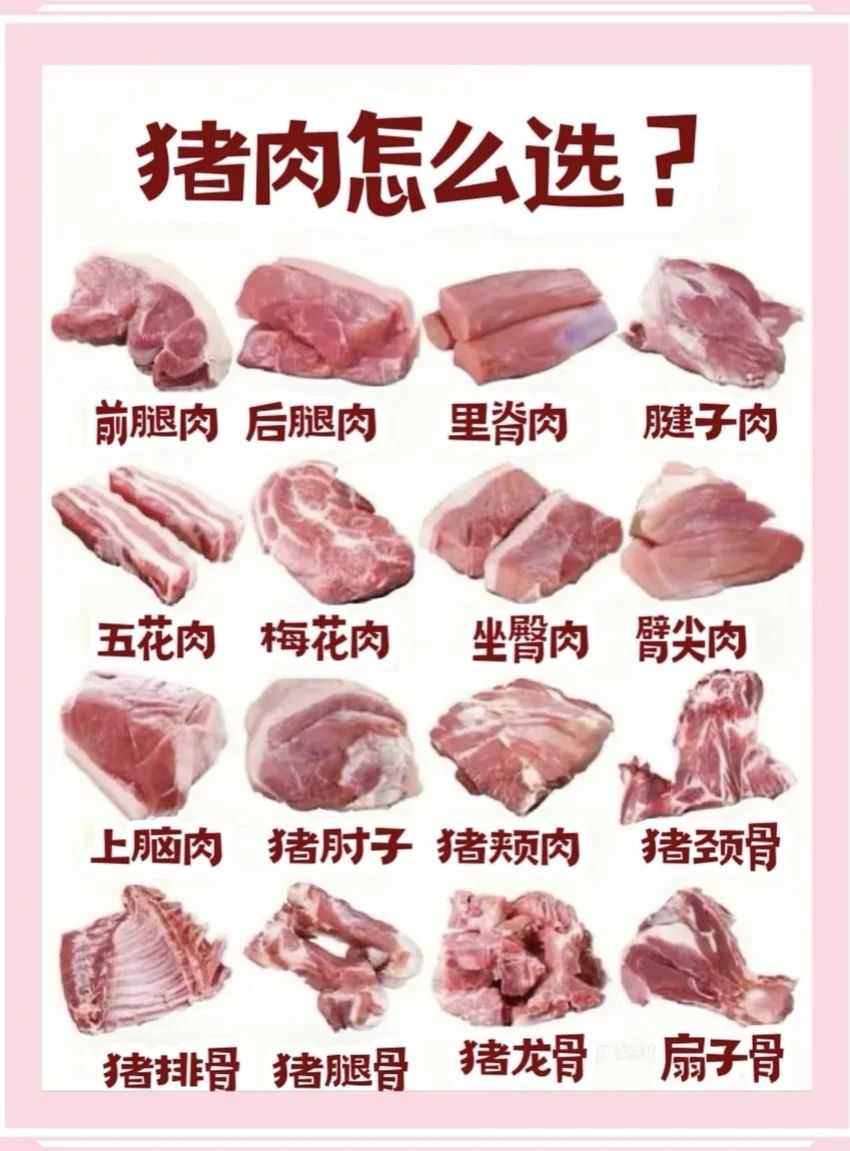 猪肉怎么选？
前腿肉 后腿肉 里脊肉 腱子肉
五花肉 梅花肉 坐臀肉 臂尖肉
上脑肉 猪肘子 猪颊肉 猪颈骨
猪排骨 猪腿骨 猪龙骨 扇子骨